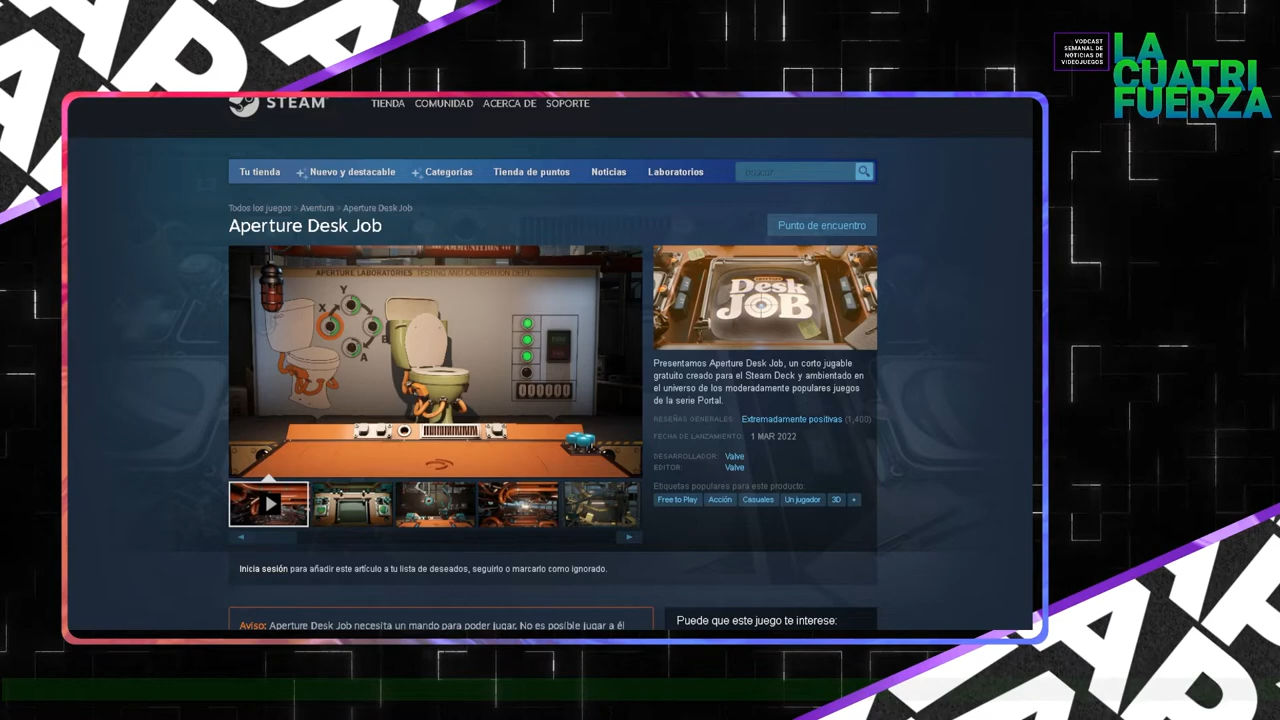 VODCAST
SEMANAL DE
NOTICIAS DE
VIDEOJUEGOS
LA
CUATRI
FUERZA
STEAM
TIENDA COMUNIDAD ACERCA DE SOPORTE
Tu tienda Nuevo y destacable Categorías Tienda de puntos Noticias Laboratorios buscar
Todos los juegos > Aventura > Aperture Desk Job
Aperture Desk Job
Punto de encuentro
AMMUNITION
APERTURE LABORATORIES TESTING AND CALIBRATION DEPT.
Y
X
B
A
Desk
JOB
Presentamos Aperture Desk Job, un corto jugable
gratuito creado para el Steam Deck y ambientado en
el universo de los moderadamente populares juegos
de la serie Portal.
RESEÑAS GENERALES: Extremadamente positivas (1,400)
FECHA DE LANZAMIENTO: 1 MAR 2022
DESARROLLADOR: Valve
EDITOR: Valve
Etiquetas populares para este producto:
Free to Play Acción Casuales Un jugador 3D +
Inicia sesión para añadir este artículo a tu lista de deseados, seguirlo o marcarlo como ignorado.
Aviso: Aperture Desk Job necesita un mando para poder jugar. No es posible jugar a él
Puede que este juego te interese: